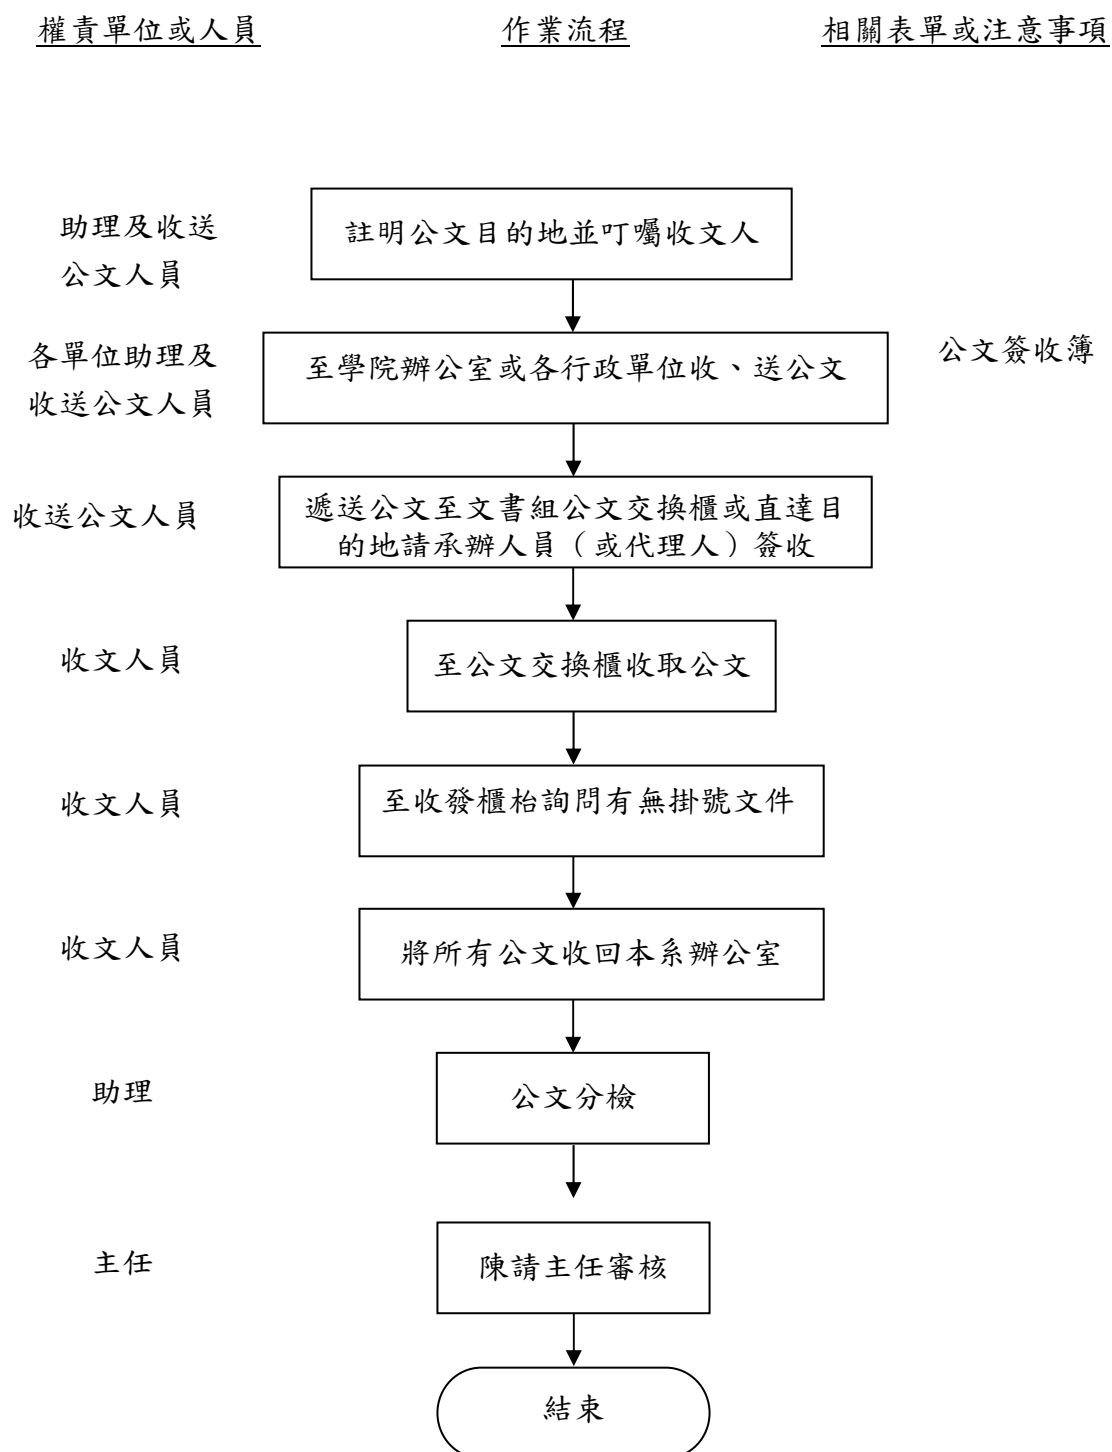 權責單位或人員 作業流程 相關表單或注意事項
助理及收送
公文人員
註明公文目的地並叮囑收文人
各單位助理及
收送公文人員
至學院辦公室或各行政單位收、送公文
公文簽收簿
收送公文人員
遞送公文至文書組公文交換櫃或直達目
的地請承辦人員（或代理人）簽收
收文人員
至公文交換櫃收取公文
收文人員
至收發櫃枱詢問有無掛號文件
收文人員
將所有公文收回本系辦公室
助理
公文分檢
主任
陳請主任審核
結束